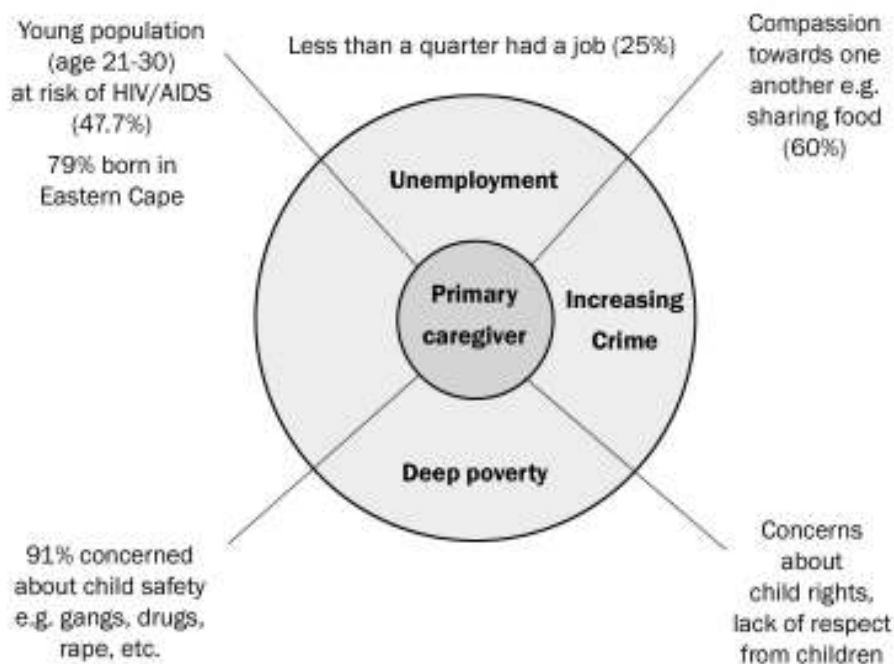 Young population
(age 21-30)
at risk of HIV/AIDS
(47.7%)
79% born in
Eastern Cape
Less than a quarter had a job (25%)
Compassion
towards one
another e.g.
sharing food
(60%)
Unemployment
Primary
caregiver
Increasing
Crime
Deep poverty
91% concerned
about child safety
e.g. gangs, drugs,
rape, etc.
Concerns
about
child rights,
lack of respect
from children